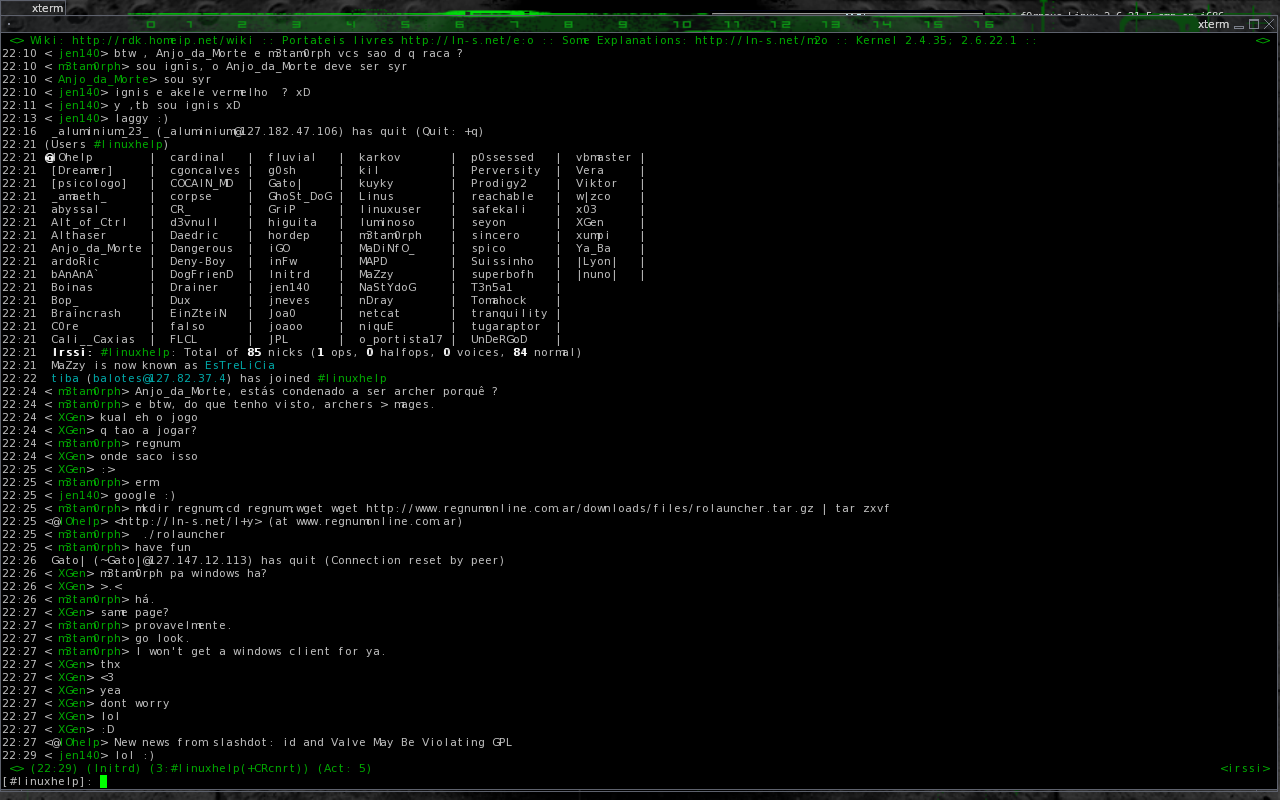 xterm
0 1 2 3 4 5 6 7 8 9 10 11 12 13 14 15 16
xterm
<> Wiki: http://rdk.homeip.net/wiki :: Portateis livres http://ln-s.net/e:o :: Some Explanations: http://ln-s.net/m2o :: Kernel 2.4.35; 2.6.22.1 :: <>
22:10 < jen140> btw , Anjo_da_Morte e m3tam0rph vcs sao d q raca ?
22:10 < m3tam0rph> sou ignis, o Anjo_da_Morte deve ser syr
22:10 < Anjo_da_Morte> sou syr
22:10 < jen140> ignis e akele vermelho  ? xD
22:11 < jen140> y ,tb sou ignis xD
22:13 < jen140> laggy :)
22:16 _aluminium_23_ (_aluminium@127.182.47.106) has quit (Quit: +q)
22:21 (Users #linuxhelp)
22:21 @lOhelp | cardinal | fluvial | karkov | p0ssessed | vbmaster |
22:21 [Dreamer] | cgoncalves | g0sh | kil | Perversity | Vera |
22:21 [psicologo] | COCAIN_MD | Gato| | kuyky | Prodigy2 | Viktor |
22:21 _amaeth_ | corpse | GhoSt_DoG | Linus | reachable | w|zco |
22:21 abyssal | CR_ | GriP | linuxuser | safekali | x03 |
22:21 Alt_of_Ctrl | d3vnull | higuita | luminoso | seyon | XGen |
22:21 Althaser | Daedric | hordep | m3tam0rph | sincero | xumpi |
22:21 Anjo_da_Morte | Dangerous | iGO | MaDiNfO_ | spico | Ya_Ba |
22:21 ardoRic | Deny-Boy | inFw | MAPD | Suissinho | |Lyon| |
22:21 bAnAnA` | DogFrienD | Initrd | MaZzy | superbofh | |nuno| |
22:21 Boinas | Drainer | jen140 | NaStYdoG | T3n5a1 |
22:21 Bop_ | Dux | jneves | nDray | Tomahock |
22:21 Braincrash | EinZteiN | Joa0 | netcat | tranquility |
22:21 C0re | falso | joaoo | niquE | tugaraptor |
22:21 Cali__Caxias | FLCL | JPL | o_portista17 | UnDeRGoD |
22:21 Irssi: #linuxhelp: Total of 85 nicks (1 ops, 0 halfops, 0 voices, 84 normal)
22:21 MaZzy is now known as EsTreLiCia
22:22 tiba (balotes@127.82.37.4) has joined #linuxhelp
22:24 < m3tam0rph> Anjo_da_Morte, estás condenado a ser archer porquê ?
22:24 < m3tam0rph> e btw, do que tenho visto, archers > mages.
22:24 < XGen> kual eh o jogo
22:24 < XGen> q tao a jogar?
22:24 < m3tam0rph> regnum
22:24 < XGen> onde saco isso
22:25 < XGen> :>
22:25 < m3tam0rph> erm
22:25 < jen140> google :)
22:25 < m3tam0rph> mkdir regnum;cd regnum;wget wget http://www.regnumonline.com.ar/downloads/files/rolauncher.tar.gz | tar zxvf
22:25 <@lOhelp> <http://ln-s.net/l+y> (at www.regnumonline.com.ar)
22:25 < m3tam0rph>  ./rolauncher
22:25 < m3tam0rph> have fun
22:26 Gato| (~Gato|@127.147.12.113) has quit (Connection reset by peer)
22:26 < XGen> m3tam0rph pa windows ha?
22:26 < XGen> >.<
22:26 < m3tam0rph> há.
22:27 < XGen> same page?
22:27 < m3tam0rph> provavelmente.
22:27 < m3tam0rph> go look.
22:27 < m3tam0rph> I won't get a windows client for ya.
22:27 < XGen> thx
22:27 < XGen> <3
22:27 < XGen> yea
22:27 < XGen> dont worry
22:27 < XGen> lol
22:27 < XGen> :D
22:27 <@lOhelp> New news from slashdot: id and Valve May Be Violating GPL
22:29 < jen140> lol :)
<> (22:29) (Initrd) (3:#linuxhelp(+CRcnrt)) (Act: 5) <irssi>
[#linuxhelp]: